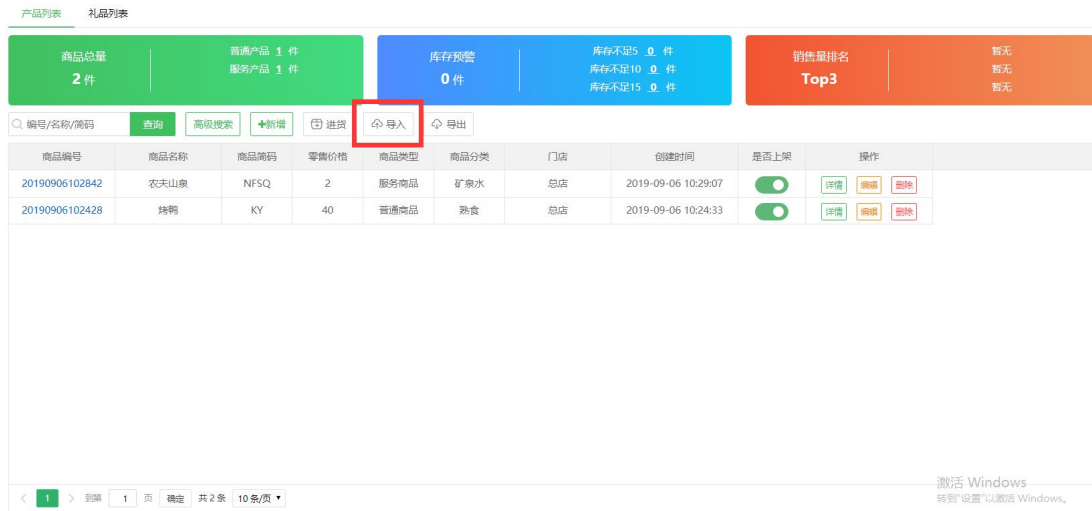 产品列表 礼品列表
商品总量
2 件
普通产品 1 件
服务产品 1 件
库存预警
0 件
库存不足5 0 件
库存不足10 0 件
库存不足15 0 件
销售量排名
Top3
暂无
暂无
暂无
编号/名称/简码 查询 高级搜索 +新增 进货 导入 导出
商品编号 商品名称 商品简码 零售价格 商品类型 商品分类 门店 创建时间 是否上架 操作
20190906102842 农夫山泉 NFSQ 2 服务商品 矿泉水 总店 2019-09-06 10:29:07 详情 编辑 删除
20190906102428 烤鸭 KY 40 普通商品 熟食 总店 2019-09-06 10:24:33 详情 编辑 删除
< 1 > 到第 1 页 确定 共 2 条 10 条/页
激活 Windows
转到"设置"以激活 Windows。